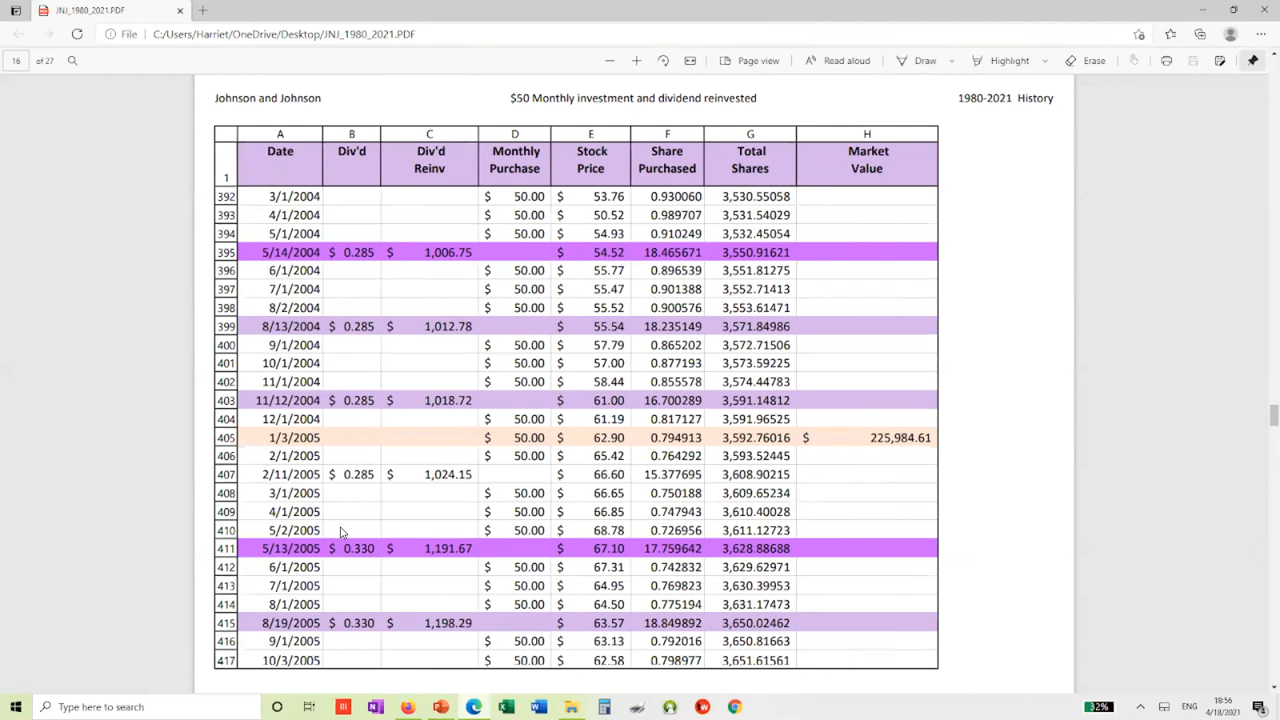 JNJ_1980_2021.PDF
File C:/Users/Harriet/OneDrive/Desktop/JNJ_1980_2021.PDF
16 of 27 Page view Read aloud Draw Highlight Erase
Johnson and Johnson $50 Monthly investment and dividend reinvested 1980-2021 History
A B C D E F G H
Date Div'd Div'd Monthly Stock Share Total Market
1 Reinv Purchase Price Purchased Shares Value
392 3/1/2004 $ 50.00 $ 53.76 0.930060 3,530.55058
393 4/1/2004 $ 50.00 $ 50.52 0.989707 3,531.54029
394 5/1/2004 $ 50.00 $ 54.93 0.910249 3,532.45054
395 5/14/2004 $ 0.285 $ 1,006.75 $ 54.52 18.465671 3,550.91621
396 6/1/2004 $ 50.00 $ 55.77 0.896539 3,551.81275
397 7/1/2004 $ 50.00 $ 55.47 0.901388 3,552.71413
398 8/2/2004 $ 50.00 $ 55.52 0.900576 3,553.61471
399 8/13/2004 $ 0.285 $ 1,012.78 $ 55.54 18.235149 3,571.84986
400 9/1/2004 $ 50.00 $ 57.79 0.865202 3,572.71506
401 10/1/2004 $ 50.00 $ 57.00 0.877193 3,573.59225
402 11/1/2004 $ 50.00 $ 58.44 0.855578 3,574.44783
403 11/12/2004 $ 0.285 $ 1,018.72 $ 61.00 16.700289 3,591.14812
404 12/1/2004 $ 50.00 $ 61.19 0.817127 3,591.96525
405 1/3/2005 $ 50.00 $ 62.90 0.794913 3,592.76016 $ 225,984.61
406 2/1/2005 $ 50.00 $ 65.42 0.764292 3,593.52445
407 2/11/2005 $ 0.285 $ 1,024.15 $ 66.60 15.377695 3,608.90215
408 3/1/2005 $ 50.00 $ 66.65 0.750188 3,609.65234
409 4/1/2005 $ 50.00 $ 66.85 0.747943 3,610.40028
410 5/2/2005 $ 50.00 $ 68.78 0.726956 3,611.12723
411 5/13/2005 $ 0.330 $ 1,191.67 $ 67.10 17.759642 3,628.88688
412 6/1/2005 $ 50.00 $ 67.31 0.742832 3,629.62971
413 7/1/2005 $ 50.00 $ 64.95 0.769823 3,630.39953
414 8/1/2005 $ 50.00 $ 64.50 0.775194 3,631.17473
415 8/19/2005 $ 0.330 $ 1,198.29 $ 63.57 18.849892 3,650.02462
416 9/1/2005 $ 50.00 $ 63.13 0.792016 3,650.81663
417 10/3/2005 $ 50.00 $ 62.58 0.798977 3,651.61561
Type here to search 32% ENG 18:56
4/18/2021